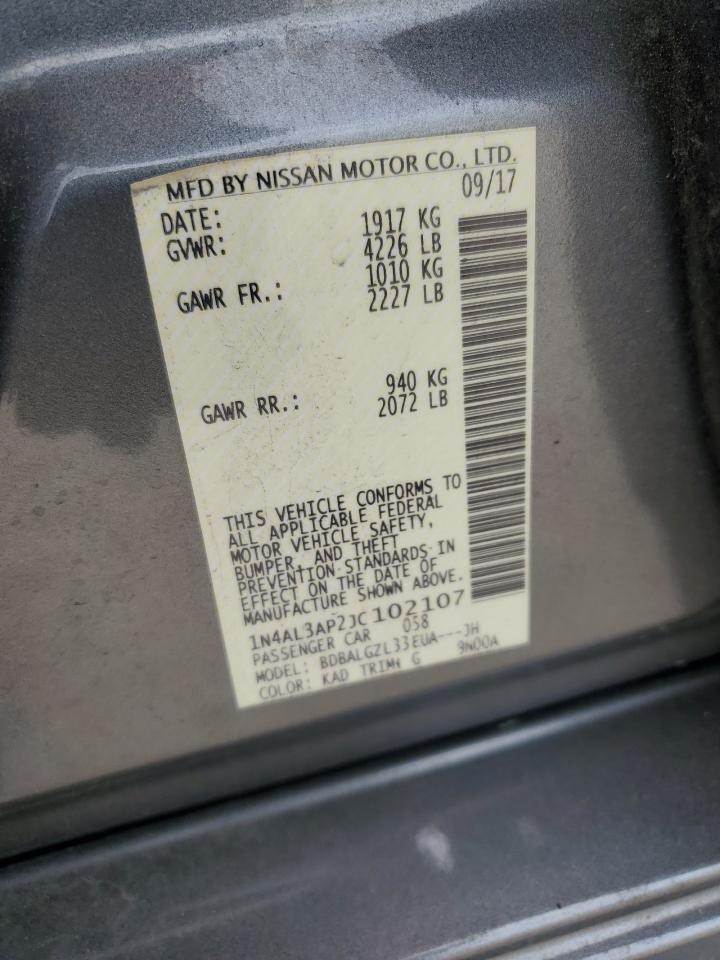 MFD BY NISSAN MOTOR CO., LTD.
DATE: 09/17
GVWR: 1917 KG
4226 LB
GAWR FR.: 1010 KG
2227 LB
GAWR RR.: 940 KG
2072 LB
THIS VEHICLE CONFORMS TO
ALL APPLICABLE FEDERAL
MOTOR VEHICLE SAFETY,
BUMPER, AND THEFT
PREVENTION STANDARDS IN
EFFECT ON THE DATE OF
MANUFACTURE SHOWN ABOVE.
1N4AL3AP2JC102107
PASSENGER CAR 058
MODEL: BDBALGZL33EUA---JH
COLOR: KAD TRIM: G 9N00A